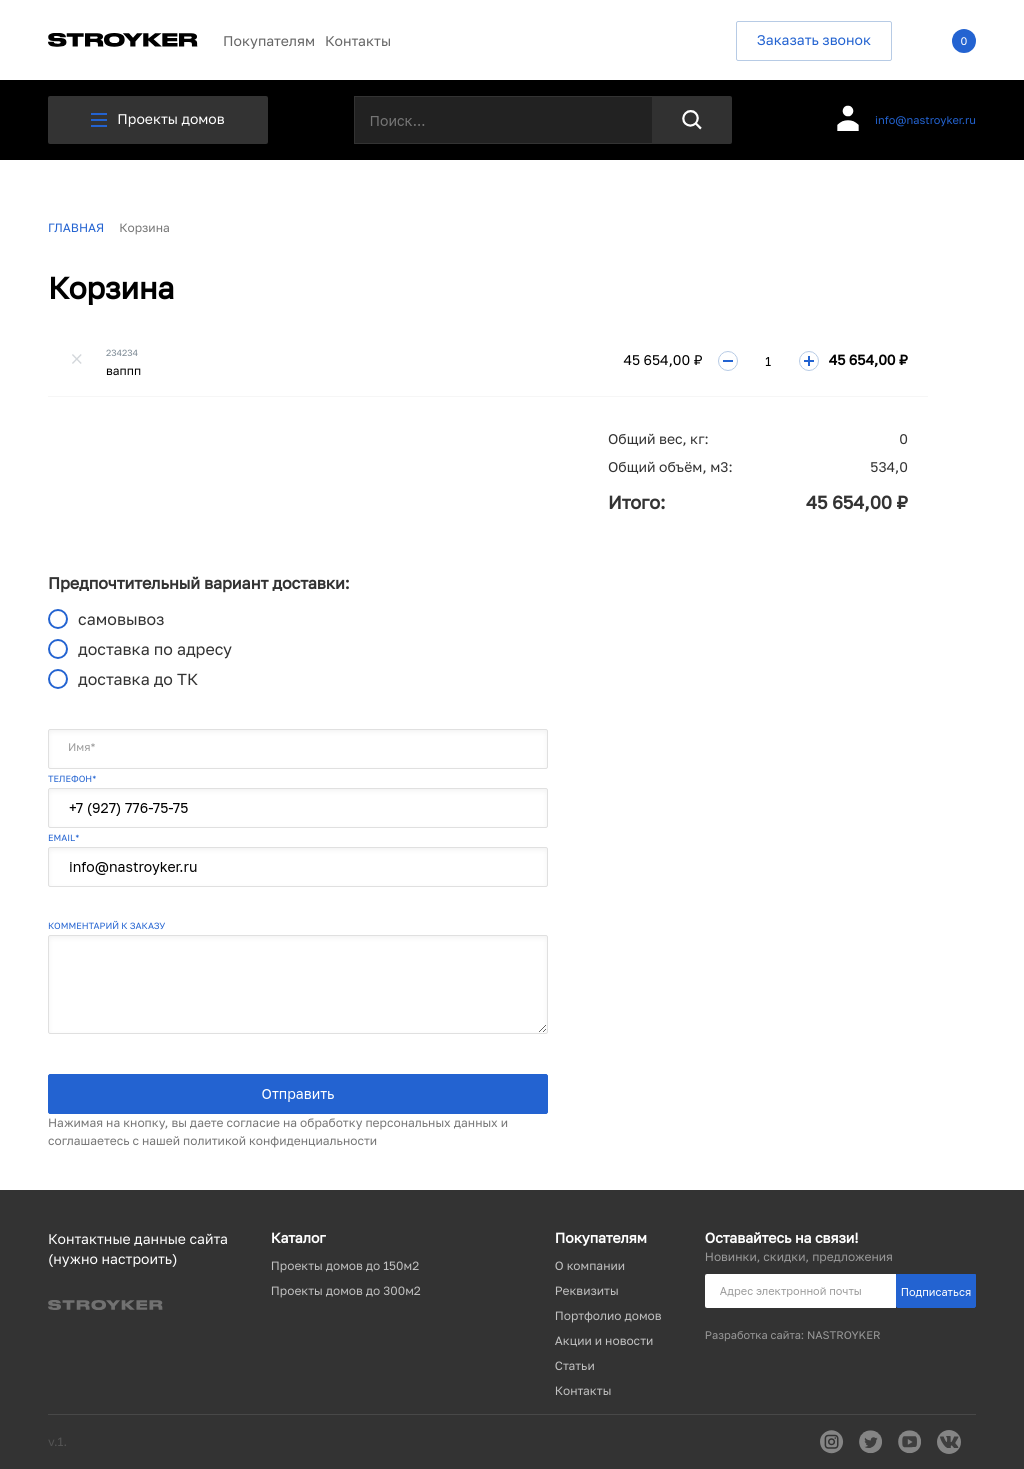 STROYKER
Покупателям Контакты
Заказать звонок
0
Проекты домов
Поиск...
info@nastroyker.ru
ГЛАВНАЯ Корзина
Корзина
234234
ваппп
45 654,00 ₽ 1 45 654,00 ₽
Общий вес, кг: 0
Общий объём, м3: 534,0
Итого: 45 654,00 ₽
Предпочтительный вариант доставки:
самовывоз
доставка по адресу
доставка до ТК
Имя*
ТЕЛЕФОН*
+7 (927) 776-75-75
EMAIL*
info@nastroyker.ru
КОММЕНТАРИЙ К ЗАКАЗУ
Отправить
Нажимая на кнопку, вы даете согласие на обработку персональных данных и
соглашаетесь с нашей политикой конфиденциальности
Контактные данные сайта
(нужно настроить)
STROYKER
Каталог
Проекты домов до 150м2
Проекты домов до 300м2
Покупателям
О компании
Реквизиты
Портфолио домов
Акции и новости
Статьи
Контакты
Оставайтесь на связи!
Новинки, скидки, предложения
Адрес электронной почты
Подписаться
Разработка сайта: NASTROYKER
v.1.